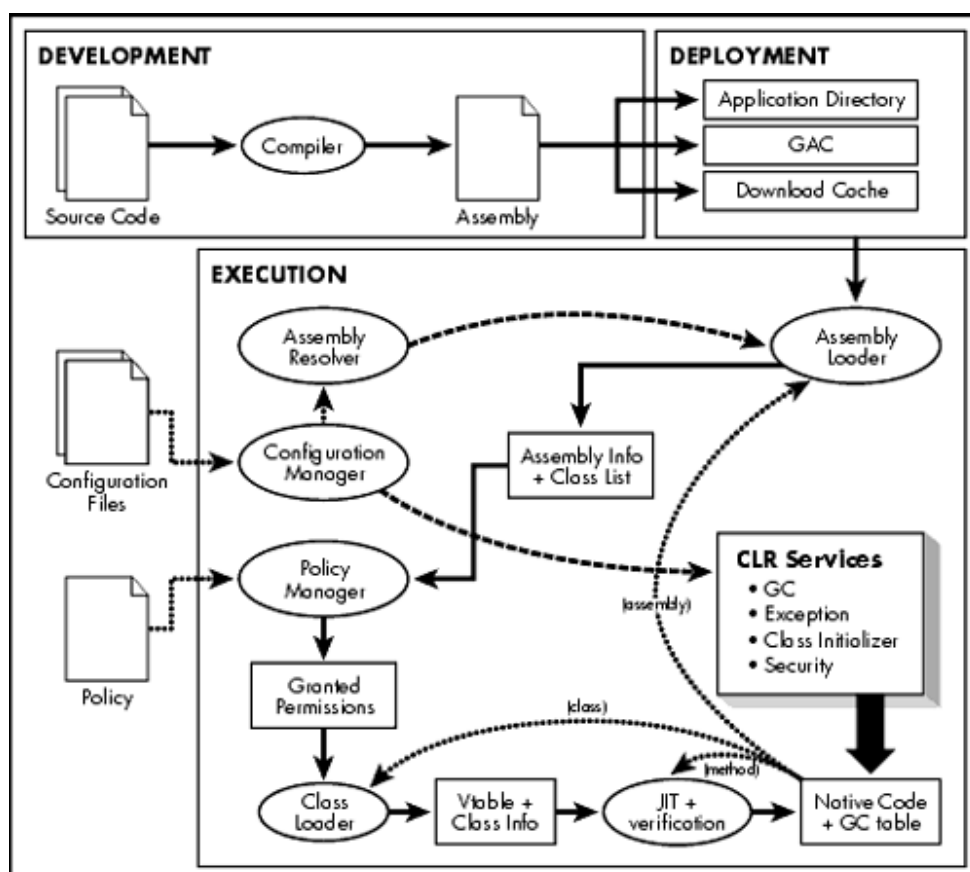 DEVELOPMENT
Source Code
Compiler
Assembly
DEPLOYMENT
Application Directory
GAC
Download Cache
EXECUTION
Assembly
Resolver
Assembly
Loader
Configuration
Files
Configuration
Manager
Assembly Info
+ Class List
Policy
Policy
Manager
CLR Services
• GC
• Exception
• Class Initializer
• Security
(assembly)
Granted
Permissions
(class)
(method)
Class
Loader
Vtable +
Class Info
JIT +
verification
Native Code
+ GC table